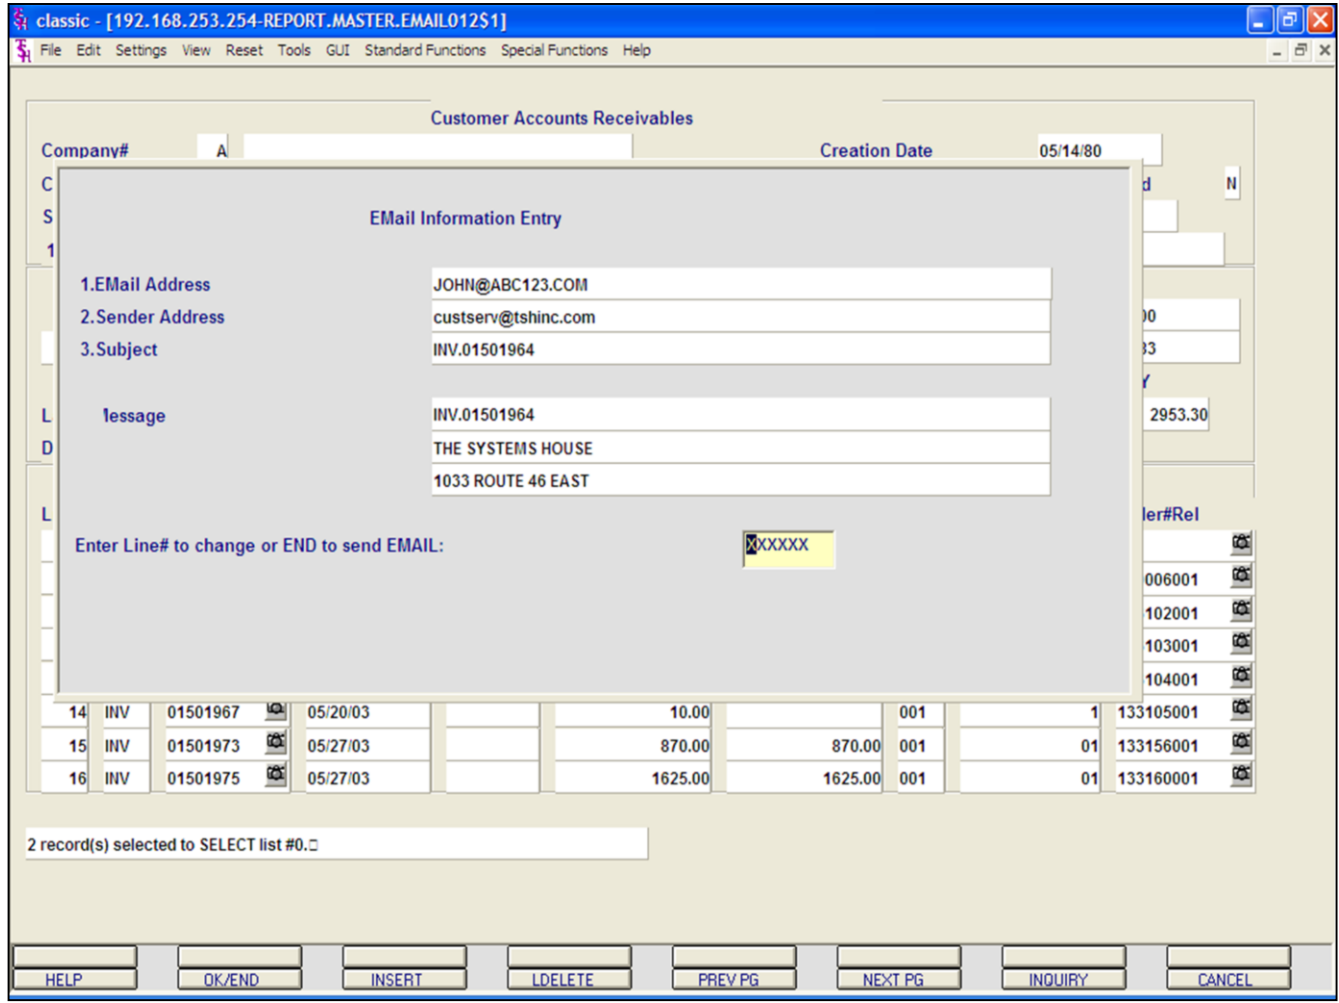 classic - [192.168.253.254-REPORT.MASTER.EMAIL012$1]
File Edit Settings View Reset Tools GUI Standard Functions Special Functions Help
Customer Accounts Receivables
Company# A Creation Date 05/14/80
C d N
S
1
EMail Information Entry
1.EMail Address JOHN@ABC123.COM
2.Sender Address custserv@tshinc.com 00
3.Subject INV.01501964 33
Y
L lessage INV.01501964 2953.30
D THE SYSTEMS HOUSE
1033 ROUTE 46 EAST
L ler#Rel
Enter Line# to change or END to send EMAIL: XXXXXX
006001
102001
103001
104001
14 INV 01501967 05/20/03 10.00 001 1 133105001
15 INV 01501973 05/27/03 870.00 870.00 001 01 133156001
16 INV 01501975 05/27/03 1625.00 1625.00 001 01 133160001
2 record(s) selected to SELECT list #0.□
HELP OK/END INSERT LDELETE PREV PG NEXT PG INQUIRY CANCEL